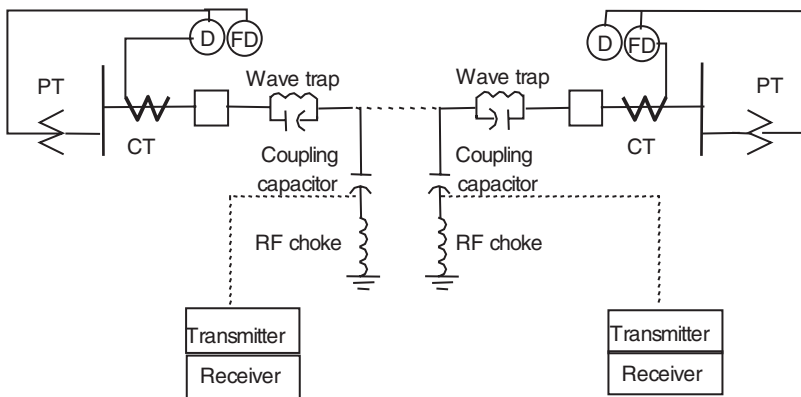 D FD
D FD
Wave trap
Wave trap
PT
PT
CT
CT
Coupling
capacitor
Coupling
capacitor
RF choke
RF choke
Transmitter
Receiver
Transmitter
Receiver